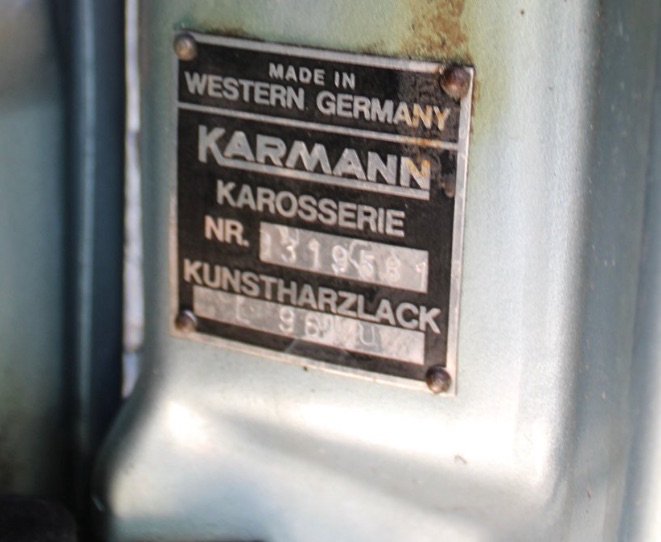 MADE IN
WESTERN GERMANY
KARMANN
KAROSSERIE
NR.
KUNSTHARZLACK